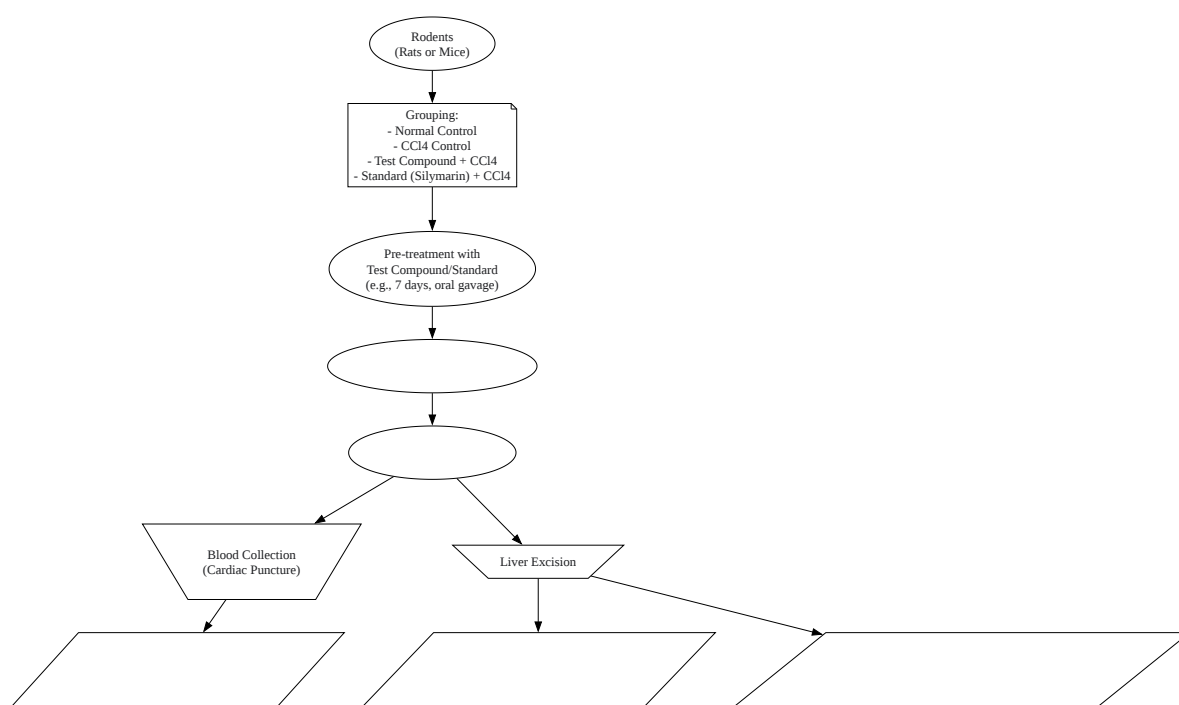 Rodents
(Rats or Mice)
Grouping:
- Normal Control
- CCl4 Control
- Test Compound + CCl4
- Standard (Silymarin) + CCl4
Pre-treatment with
Test Compound/Standard
(e.g., 7 days, oral gavage)
Blood Collection
(Cardiac Puncture)
Liver Excision